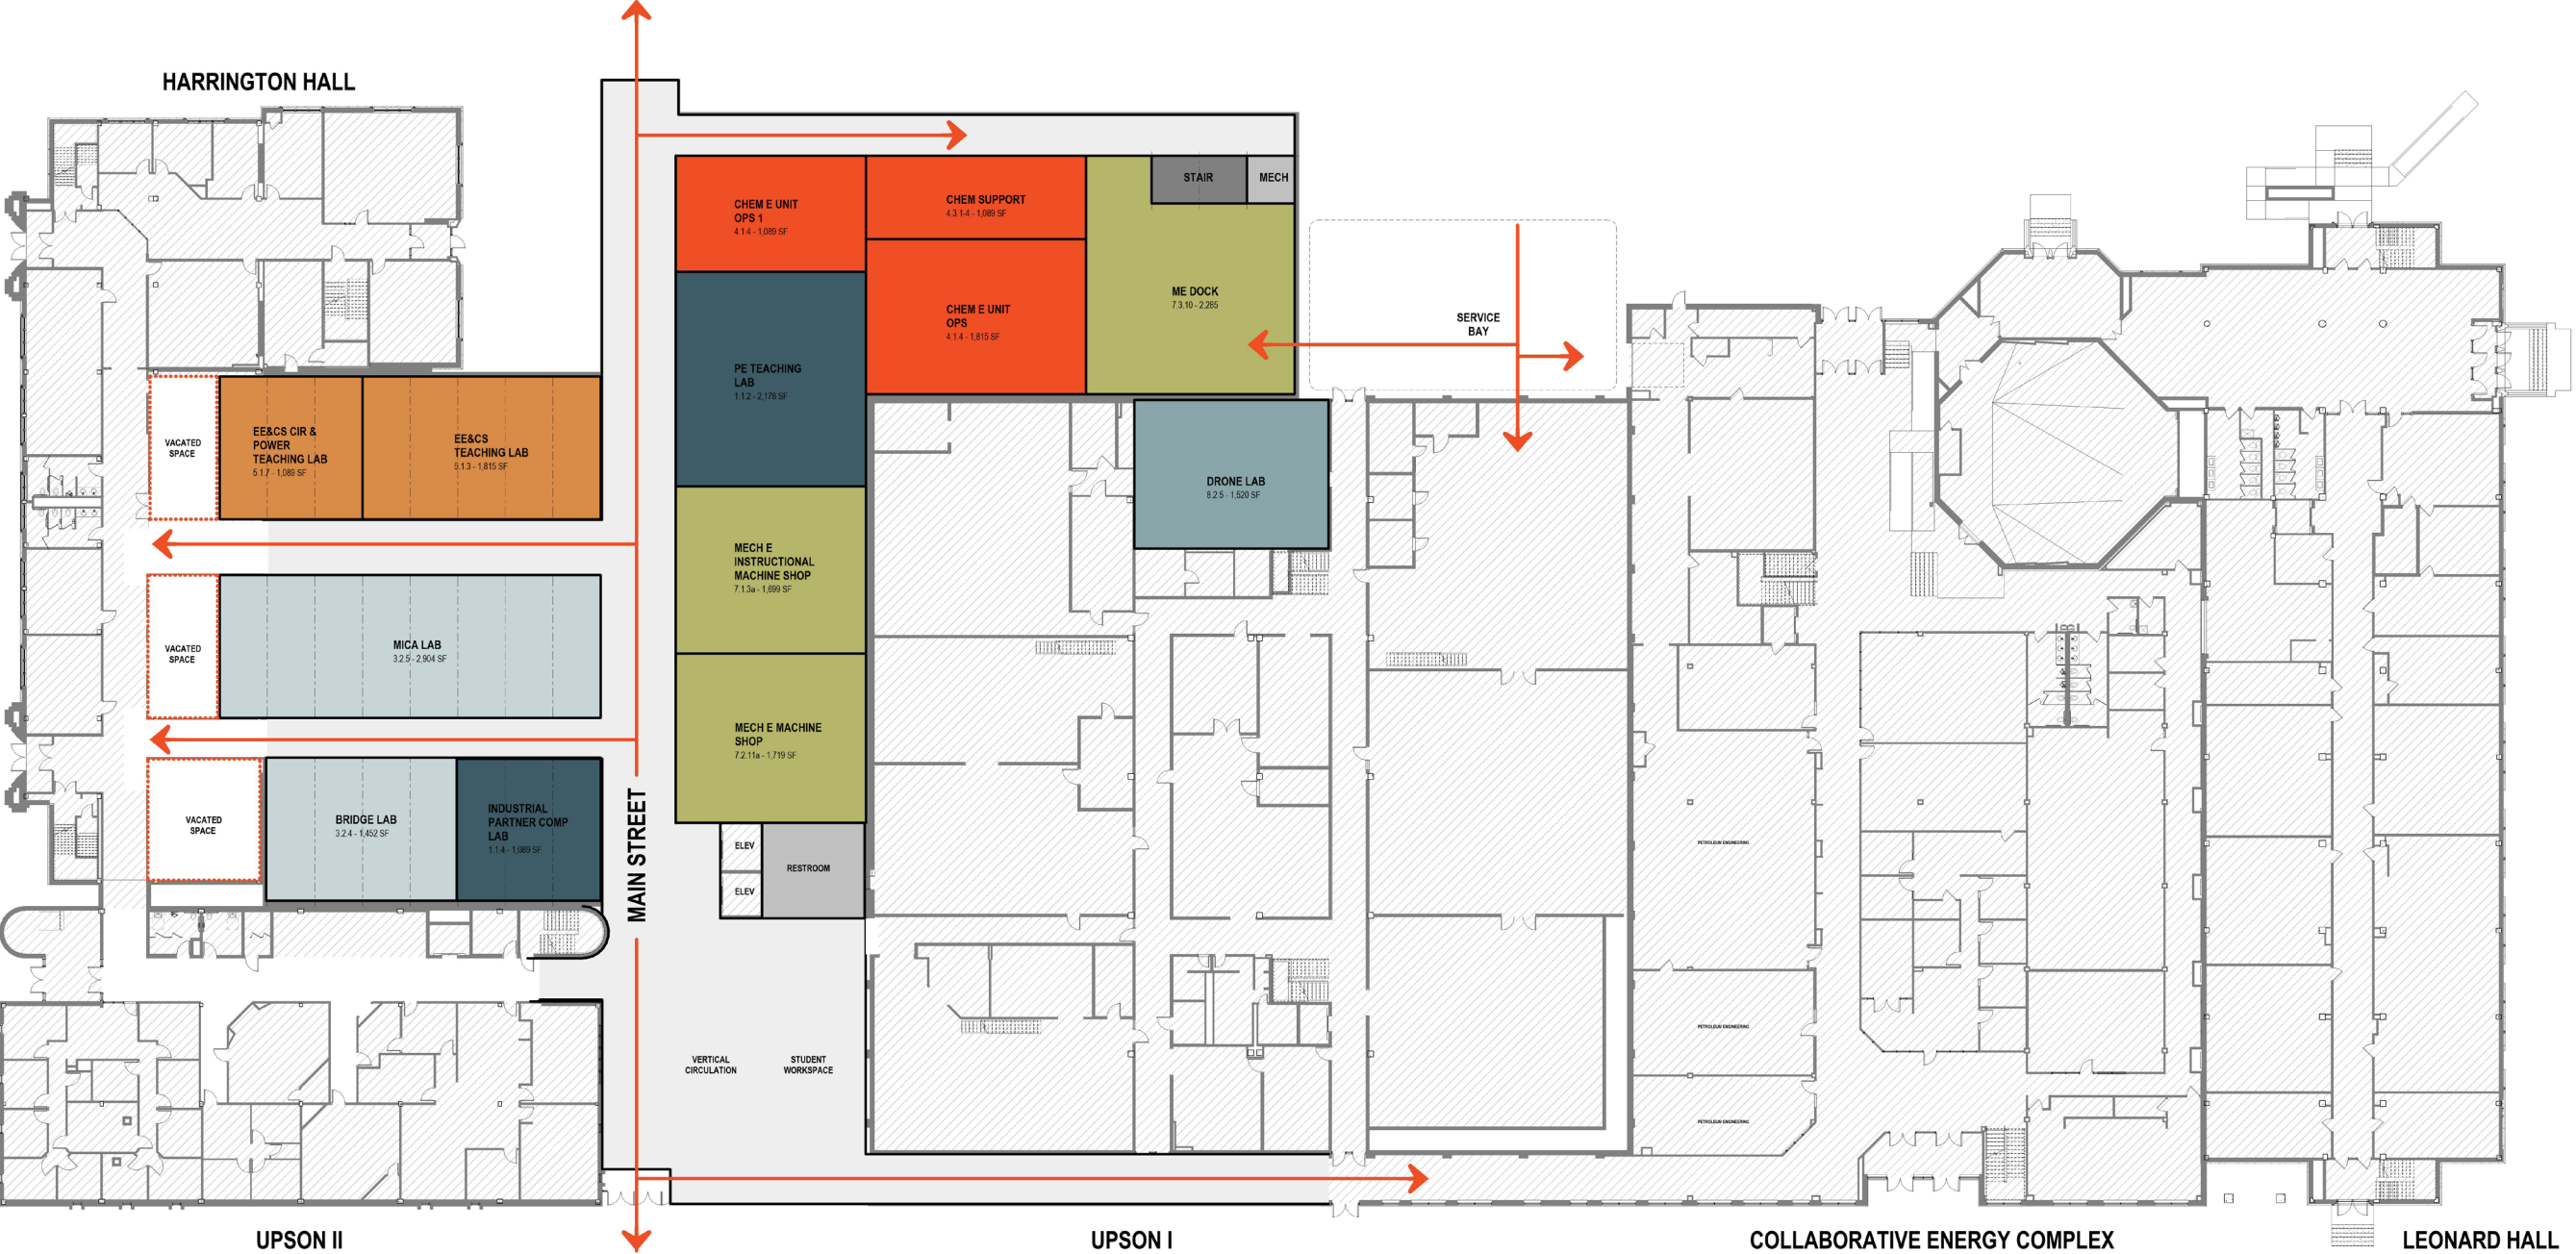 HARRINGTON HALL
CHEM E UNIT
OPS 1
4.1.4 - 1,089 SF
CHEM SUPPORT
4.3.1-4 - 1,089 SF
STAIR
MECH
CHEM E UNIT
OPS
4.1.4 - 1,815 SF
ME DOCK
7.3.10 - 2,265
SERVICE
BAY
PE TEACHING
LAB
1.1.2 - 2,178 SF
VACATED
SPACE
EE&CS CIR &
POWER
TEACHING LAB
5.1.7 - 1,089 SF
EE&CS
TEACHING LAB
5.1.3 - 1,815 SF
DRONE LAB
8.2.5 - 1,520 SF
MECH E
INSTRUCTIONAL
MACHINE SHOP
7.1.3a - 1,699 SF
VACATED
SPACE
MICA LAB
3.2.5 - 2,904 SF
MECH E MACHINE
SHOP
7.2.11a - 1,719 SF
VACATED
SPACE
BRIDGE LAB
3.2.4 - 1,452 SF
INDUSTRIAL
PARTNER COMP
LAB
1.1.4 - 1,089 SF
MAIN STREET
ELEV
ELEV
RESTROOM
PETROLEUM ENGINEERING
PETROLEUM ENGINEERING
PETROLEUM ENGINEERING
VERTICAL
CIRCULATION
STUDENT
WORKSPACE
UPSON II
UPSON I
COLLABORATIVE ENERGY COMPLEX
LEONARD HALL